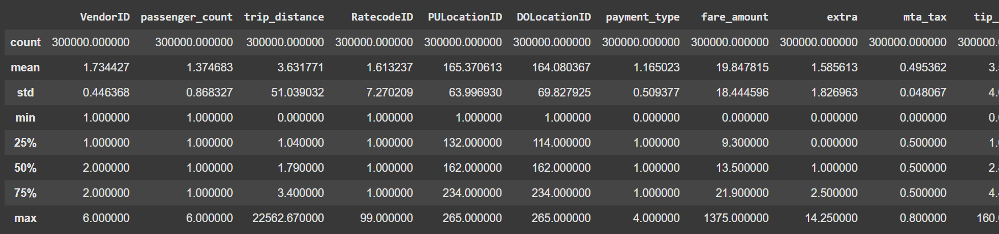 VendorID passenger_count trip_distance RatecodeID PULocationID DOLocationID payment_type fare_amount extra mta_tax tip_
count 300000.000000 300000.000000 300000.000000 300000.000000 300000.000000 300000.000000 300000.000000 300000.000000 300000.000000 300000.000000 300000.
mean 1.734427 1.374683 3.631771 1.613237 165.370613 164.080367 1.165023 19.847815 1.585613 0.495362 3.
std 0.446368 0.868327 51.039032 7.270209 63.996930 69.827925 0.509377 18.444596 1.826963 0.048067 4.
min 1.000000 1.000000 0.000000 1.000000 1.000000 1.000000 0.000000 0.000000 0.000000 0.000000 0.
25% 1.000000 1.000000 1.040000 1.000000 132.000000 114.000000 1.000000 9.300000 0.000000 0.500000 1.
50% 2.000000 1.000000 1.790000 1.000000 162.000000 162.000000 1.000000 13.500000 1.000000 0.500000 2.
75% 2.000000 1.000000 3.400000 1.000000 234.000000 234.000000 1.000000 21.900000 2.500000 0.500000 4.
max 6.000000 6.000000 22562.670000 99.000000 265.000000 265.000000 4.000000 1375.000000 14.250000 0.800000 160.